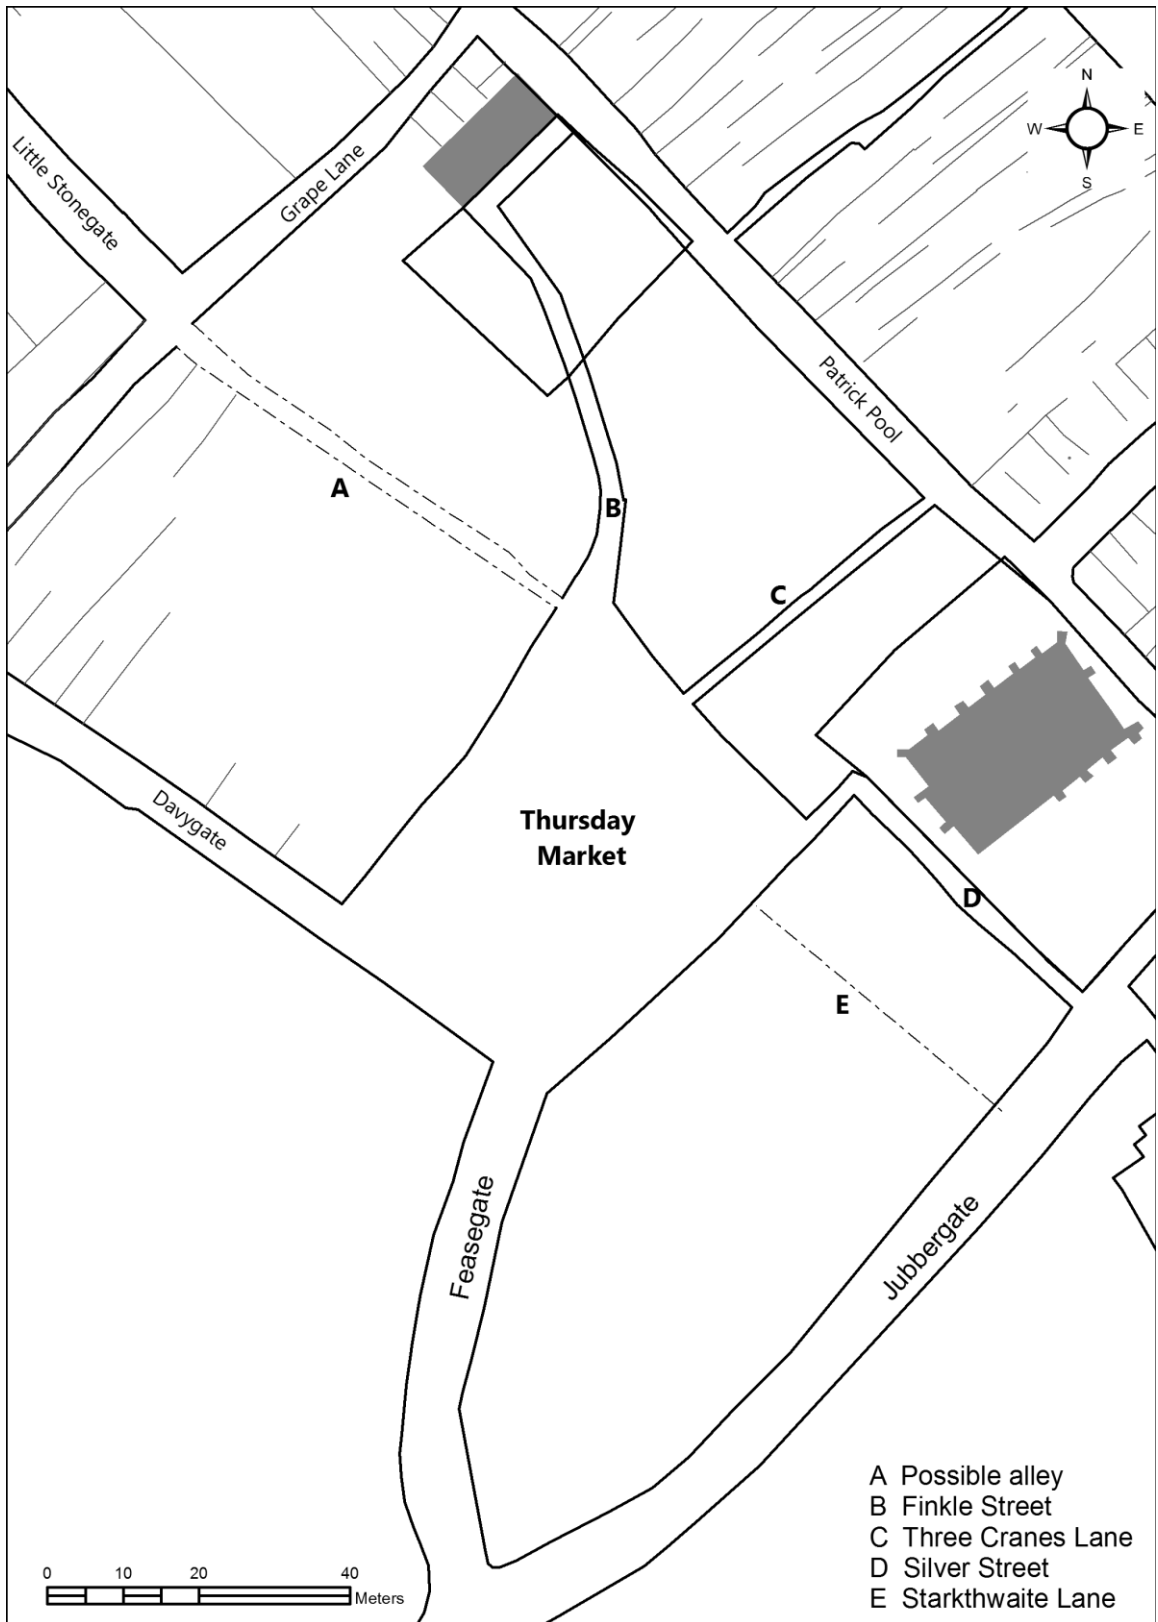 N
W E
S
Little Stonegate
Grape Lane
Patrick Pool
A
B
C
Davygate
Thursday
Market
D
E
Feasegate
Jubbergate
A Possible alley
B Finkle Street
C Three Cranes Lane
D Silver Street
E Starkthwaite Lane
0 10 20 40
Meters